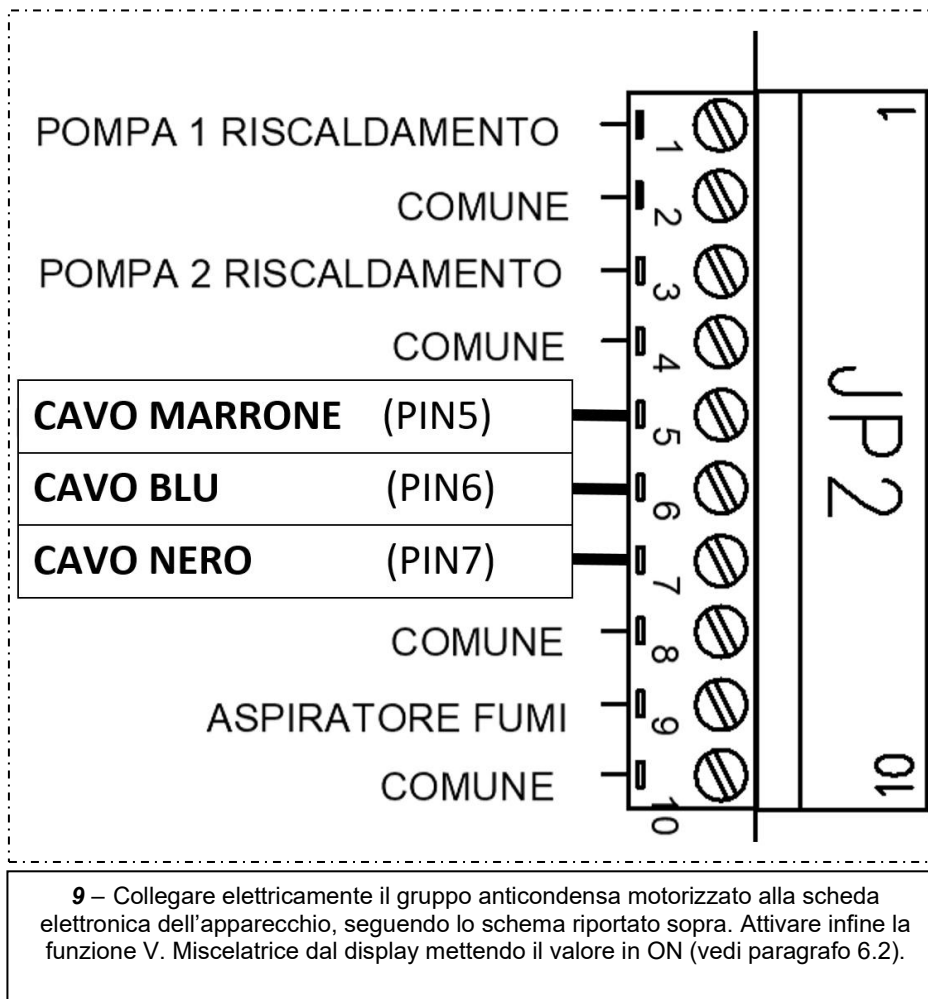 POMPA 1 RISCALDAMENTO
COMUNE
POMPA 2 RISCALDAMENTO
COMUNE
CAVO MARRONE (PIN5)
CAVO BLU (PIN6)
CAVO NERO (PIN7)
COMUNE
ASPIRATORE FUMI
COMUNE
1
2
3
4
5
6
7
8
9
10
1
JP2
10
9 – Collegare elettricamente il gruppo anticondensa motorizzato alla scheda
elettronica dell'apparecchio, seguendo lo schema riportato sopra. Attivare infine la
funzione V. Miscelatrice dal display mettendo il valore in ON (vedi paragrafo 6.2).